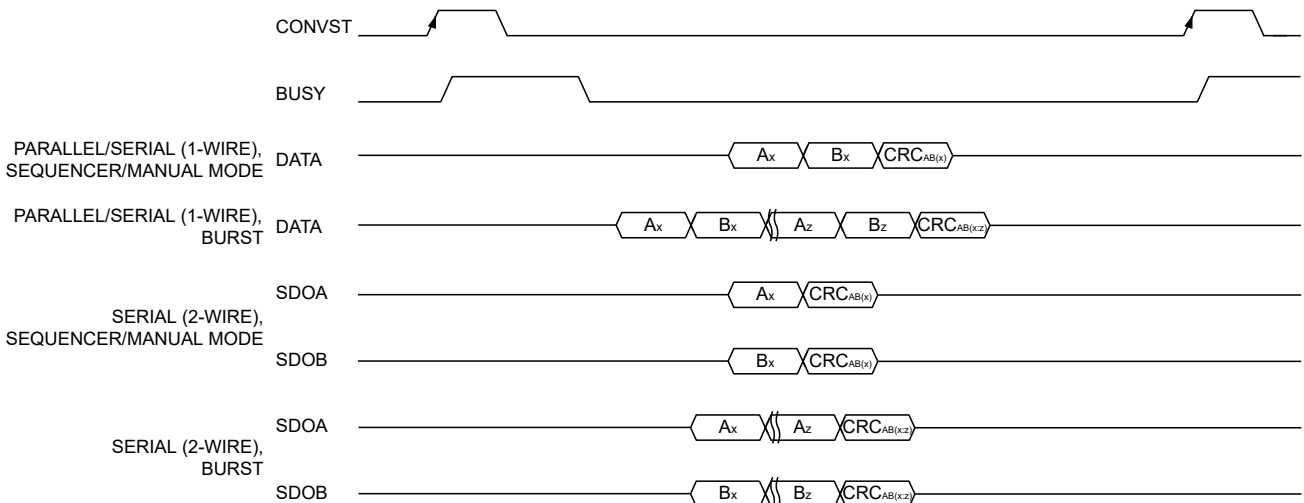 CONVST
BUSY
PARALLEL/SERIAL (1-WIRE),
SEQUENCER/MANUAL MODE
DATA
Ax
Bx
CRCAB(x)
PARALLEL/SERIAL (1-WIRE),
BURST
DATA
Ax
Bx
Az
Bz
CRCAB(x:z)
SERIAL (2-WIRE),
SEQUENCER/MANUAL MODE
SDOA
Ax
CRCAB(x)
SDOB
Bx
CRCAB(x)
SERIAL (2-WIRE),
BURST
SDOA
Ax
Az
CRCAB(x:z)
SDOB
Bx
Bz
CRCAB(x:z)